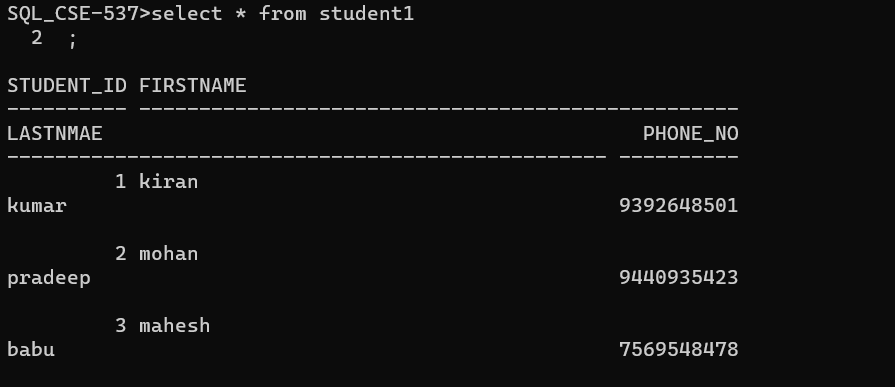 SQL_CSE-537>select * from student1
  2  ;
STUDENT_ID FIRSTNAME
---------- --------------------------------------------------
LASTNMAE                                             PHONE_NO
-------------------------------------------------- ----------
         1 kiran
kumar                                              9392648501
         2 mohan
pradeep                                            9440935423
         3 mahesh
babu                                               7569548478